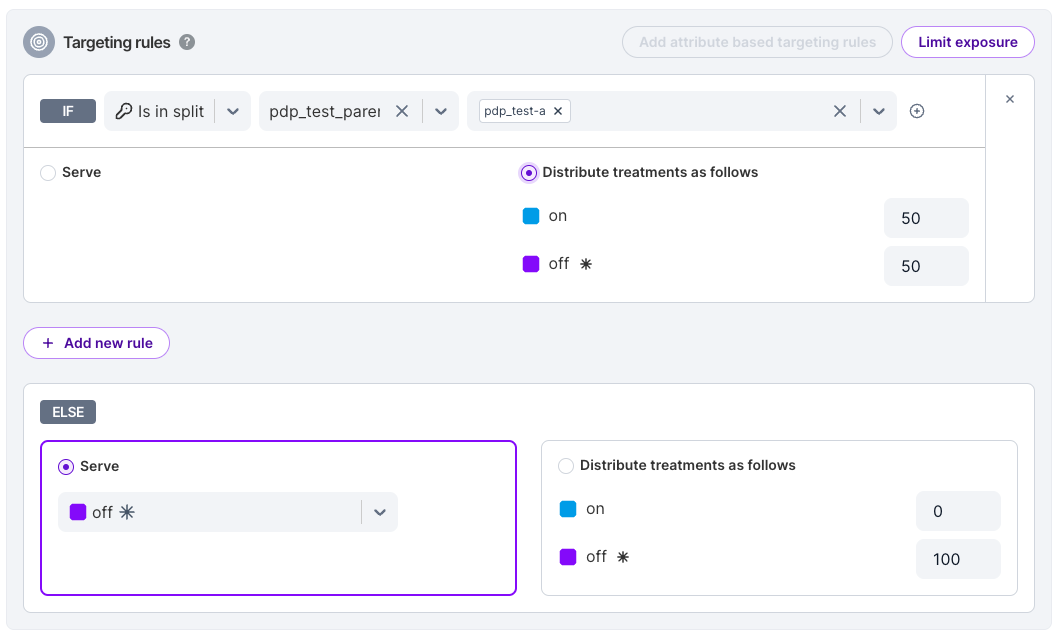 Targeting rules ?
Add attribute based targeting rules
Limit exposure
IF
Is in split
pdp_test_parer
pdp_test-a
Serve
Distribute treatments as follows
on
50
off
50
+ Add new rule
ELSE
Serve
off
Distribute treatments as follows
on
0
off
100